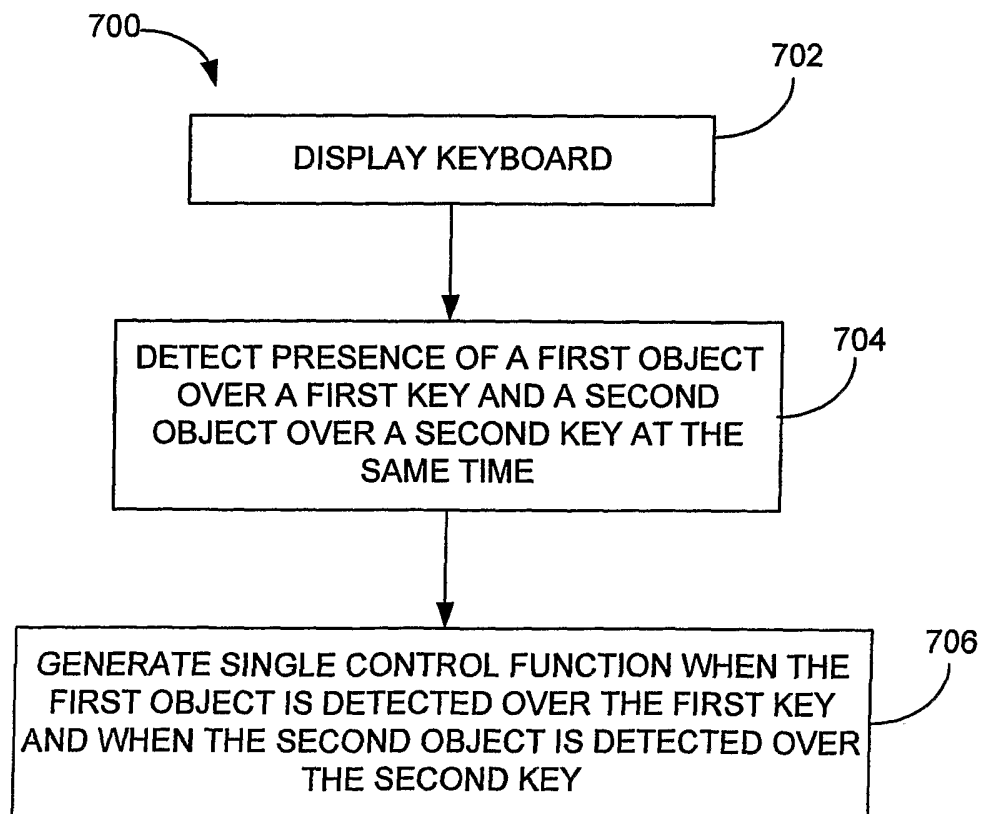 700
702
DISPLAY KEYBOARD
704
DETECT PRESENCE OF A FIRST OBJECT
OVER A FIRST KEY AND A SECOND
OBJECT OVER A SECOND KEY AT THE
SAME TIME
706
GENERATE SINGLE CONTROL FUNCTION WHEN THE
FIRST OBJECT IS DETECTED OVER THE FIRST KEY
AND WHEN THE SECOND OBJECT IS DETECTED OVER
THE SECOND KEY